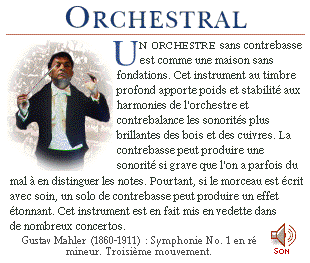 ORCHESTRAL
UN ORCHESTRE sans contrebasse
est comme une maison sans
fondations. Cet instrument au timbre
profond apporte poids et stabilité aux
harmonies de l'orchestre et
contrebalance les sonorités plus
brillantes des bois et des cuivres. La
contrebasse peut produire une
sonorité si grave que l'on a parfois du
mal à en distinguer les notes. Pourtant, si le morceau est écrit
avec soin, un solo de contrebasse peut produire un effet
étonnant. Cet instrument est en fait mis en vedette dans
de nombreux concertos.
Gustav Mahler (1860-1911) : Symphonie No. 1 en ré
mineur. Troisième mouvement.
SON